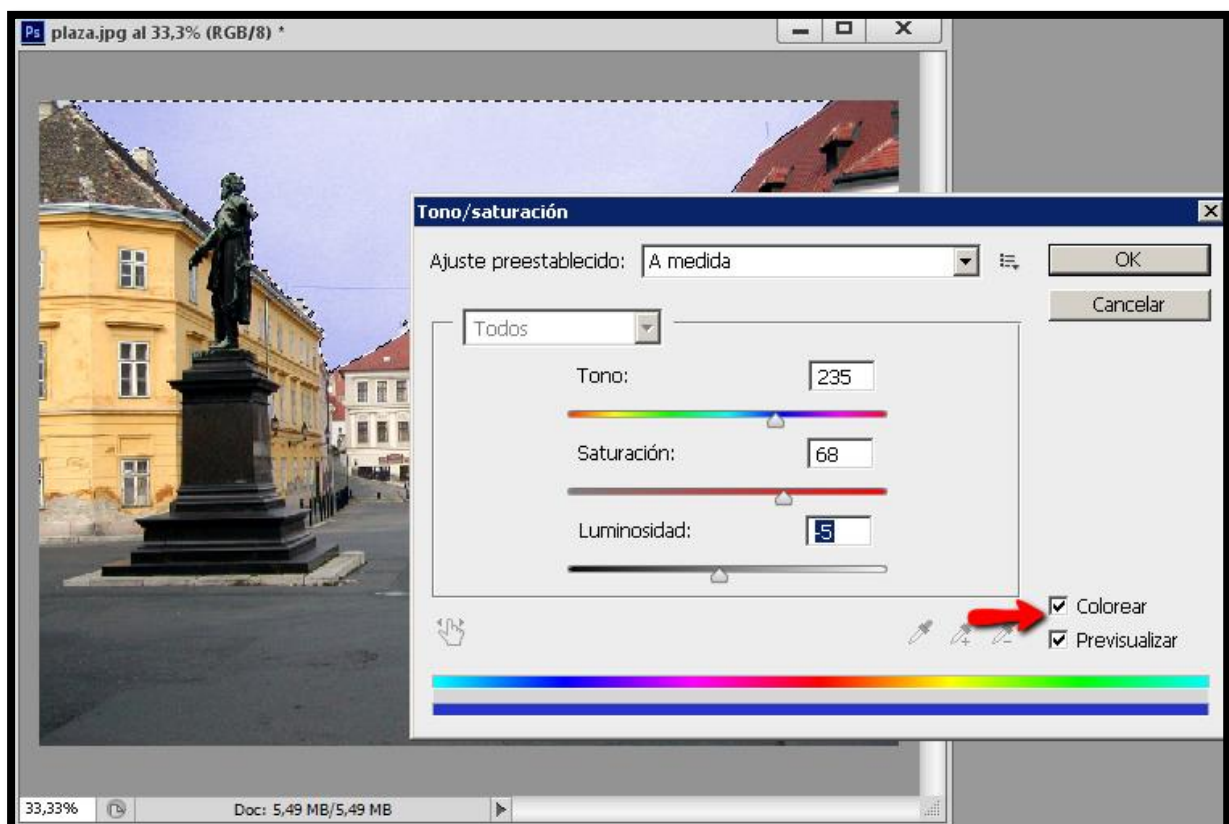 Ps plaza.jpg al 33,3% (RGB/8) *
Tono/saturación
Ajuste preestablecido: A medida
OK
Cancelar
Todos
Tono: 235
Saturación: 68
Luminosidad: -5
Colorear
Previsualizar
33,33% Doc: 5,49 MB/5,49 MB